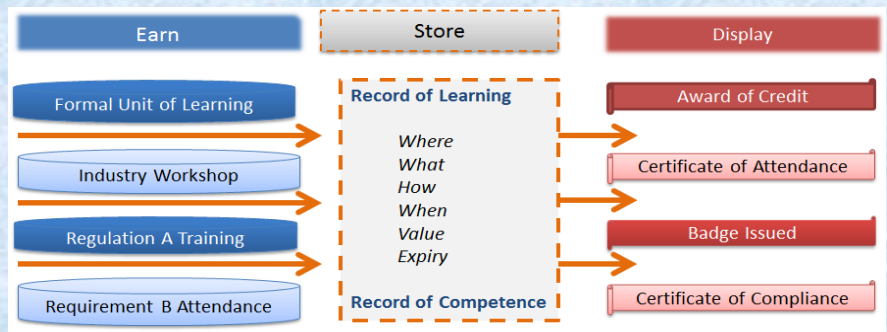 Earn
Store
Display
Formal Unit of Learning
Industry Workshop
Regulation A Training
Requirement B Attendance
Record of Learning
Where
What
How
When
Value
Expiry
Record of Competence
Award of Credit
Certificate of Attendance
Badge Issued
Certificate of Compliance